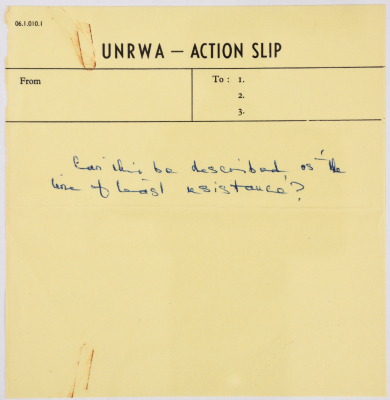 06.1.010.1
UNRWA — ACTION SLIP
From
To : 1.
2.
3.
Can this be described as 'the
line of least resistance'?